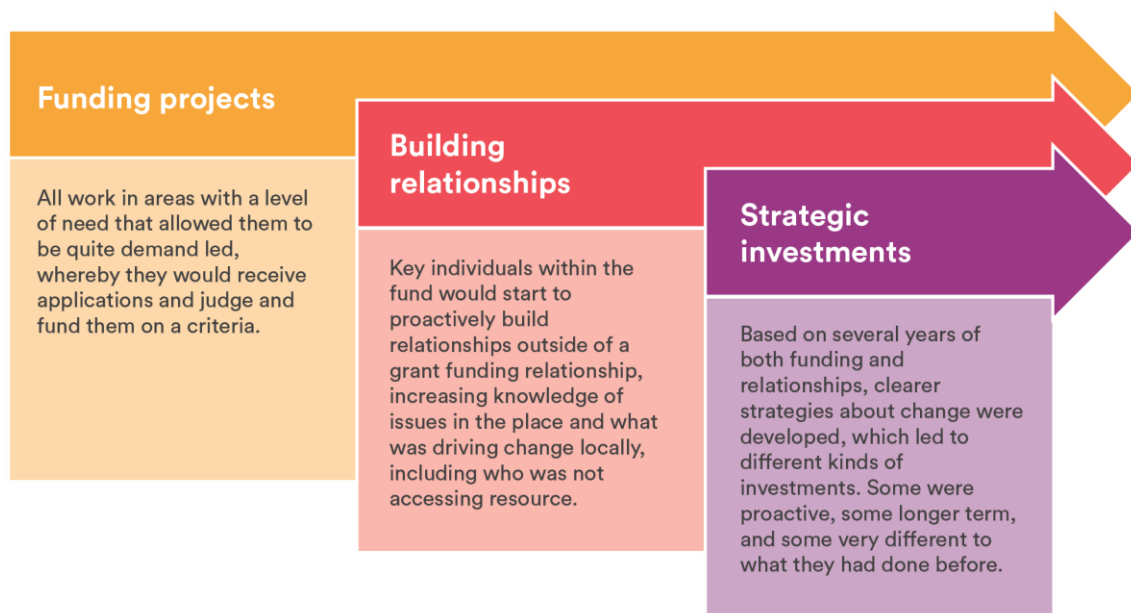 Funding projects
All work in areas with a level
of need that allowed them to
be quite demand led,
whereby they would receive
applications and judge and
fund them on a criteria.
Building
relationships
Key individuals within the
fund would start to
proactively build
relationships outside of a
grant funding relationship,
increasing knowledge of
issues in the place and what
was driving change locally,
including who was not
accessing resource.
Strategic
investments
Based on several years of
both funding and
relationships, clearer
strategies about change were
developed, which led to
different kinds of
investments. Some were
proactive, some longer term,
and some very different to
what they had done before.